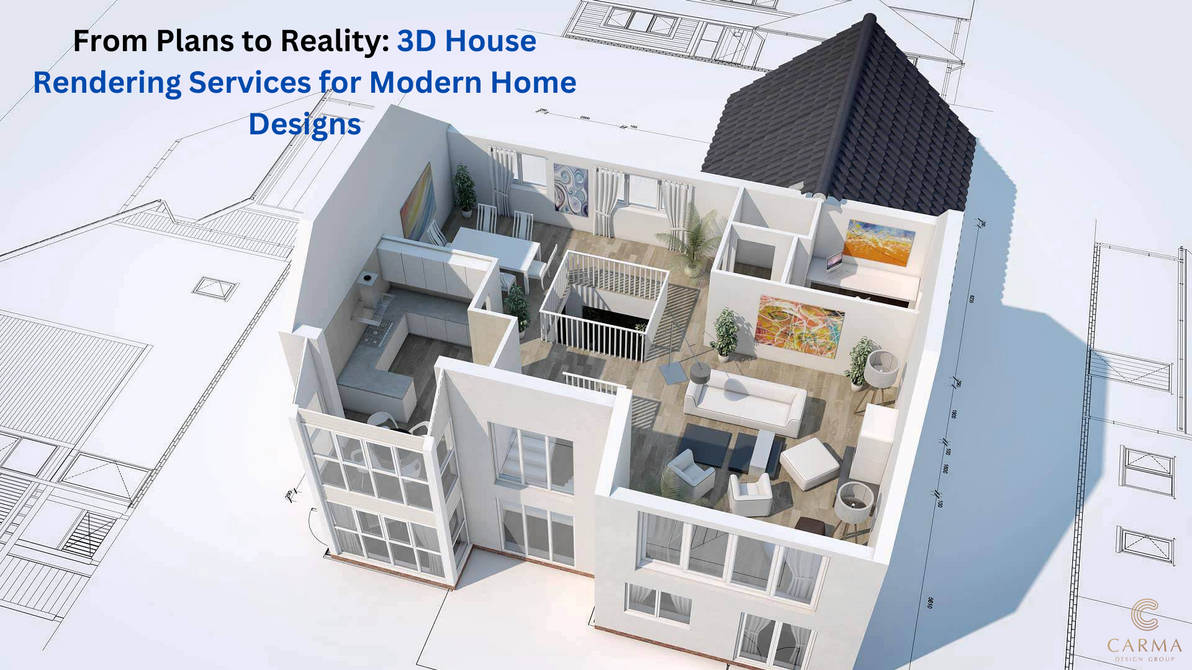 From Plans to Reality: 3D House
Rendering Services for Modern Home
Designs
CARMA
DESIGN GROUP